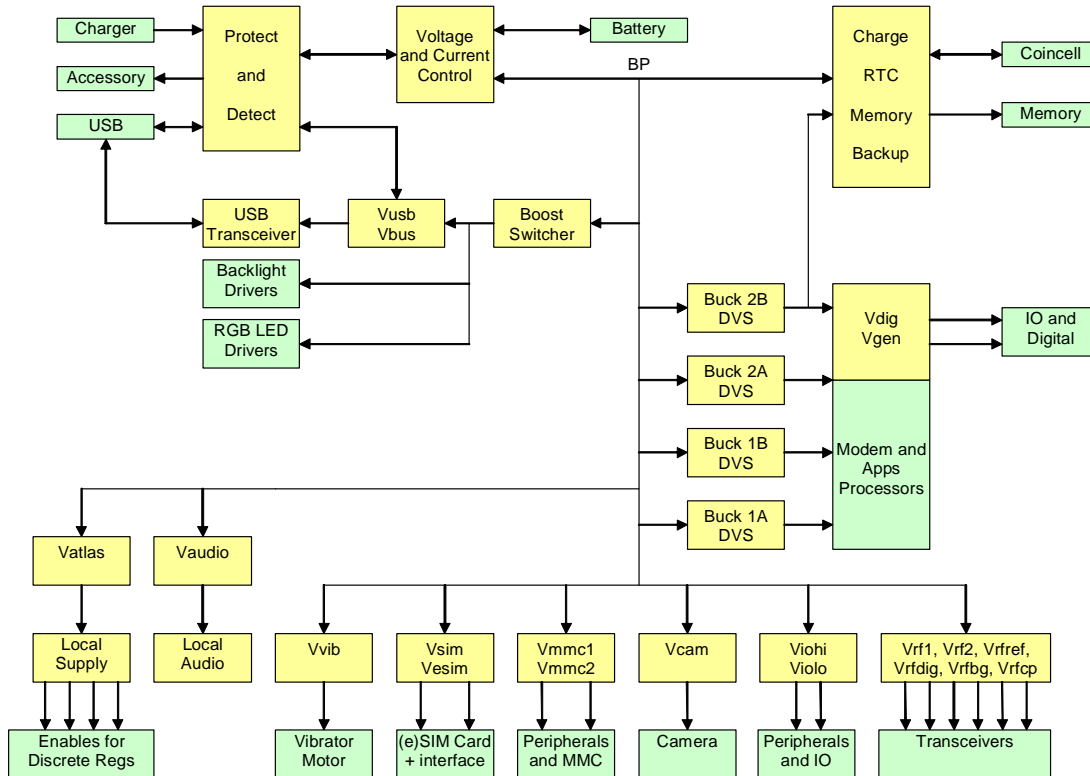 Charger
Accessory
USB
Protect
and
Detect
Voltage
and Current
Control
Battery
BP
Charge
RTC
Memory
Backup
Coincell
Memory
USB
Transceiver
Vusb
Vbus
Boost
Switcher
Backlight
Drivers
RGB LED
Drivers
Buck 2B
DVS
Vdig
Vgen
IO and
Digital
Buck 2A
DVS
Buck 1B
DVS
Modem and
Apps
Processors
Buck 1A
DVS
Vatlas
Vaudio
Local
Supply
Local
Audio
Vvib
Vsim
Vesim
Vmmc1
Vmmc2
Vcam
Viohi
Violo
Vrf1, Vrf2, Vrfref,
Vrfdig, Vrfbg, Vrfcp
Enables for
Discrete Regs
Vibrator
Motor
(e)SIM Card
+ interface
Peripherals
and MMC
Camera
Peripherals
and IO
Transceivers